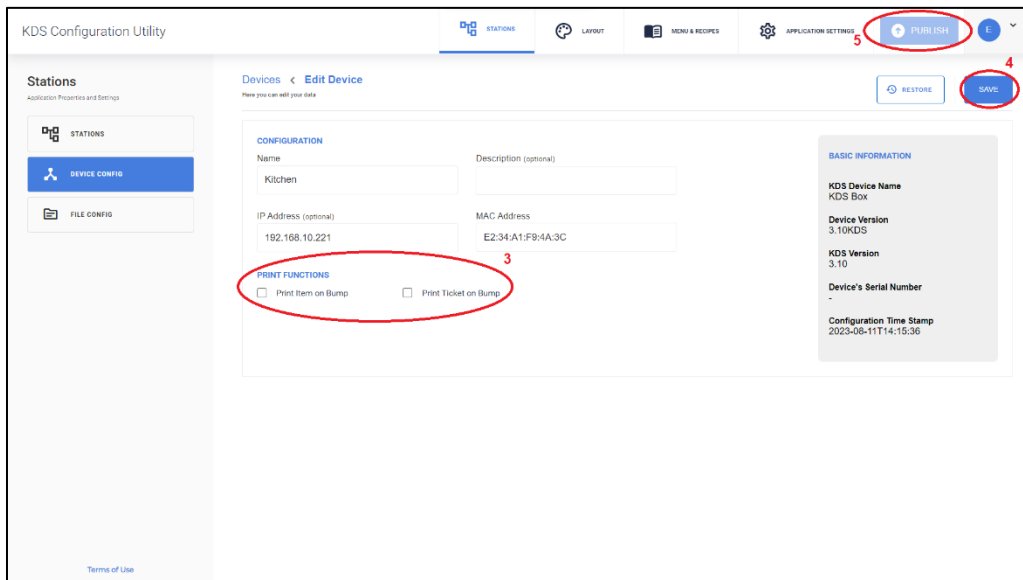 KDS Configuration Utility
STATIONS
LAYOUT
MENU & RECIPES
APPLICATION SETTINGS
5
PUBLISH
E
4
Stations
Application Properties and Settings
Devices < Edit Device
Here you can edit your data
RESTORE
SAVE
STATIONS
DEVICE CONFIG
FILE CONFIG
CONFIGURATION
Name
Description (optional)
Kitchen
IP Address (optional)
MAC Address
192.168.10.221
E2:34:A1:F9:4A:3C
3
PRINT FUNCTIONS
Print Item on Bump
Print Ticket on Bump
BASIC INFORMATION
KDS Device Name
KDS Box
Device Version
3.10KDS
KDS Version
3.10
Device's Serial Number
-
Configuration Time Stamp
2023-08-11T14:15:36
Terms of Use